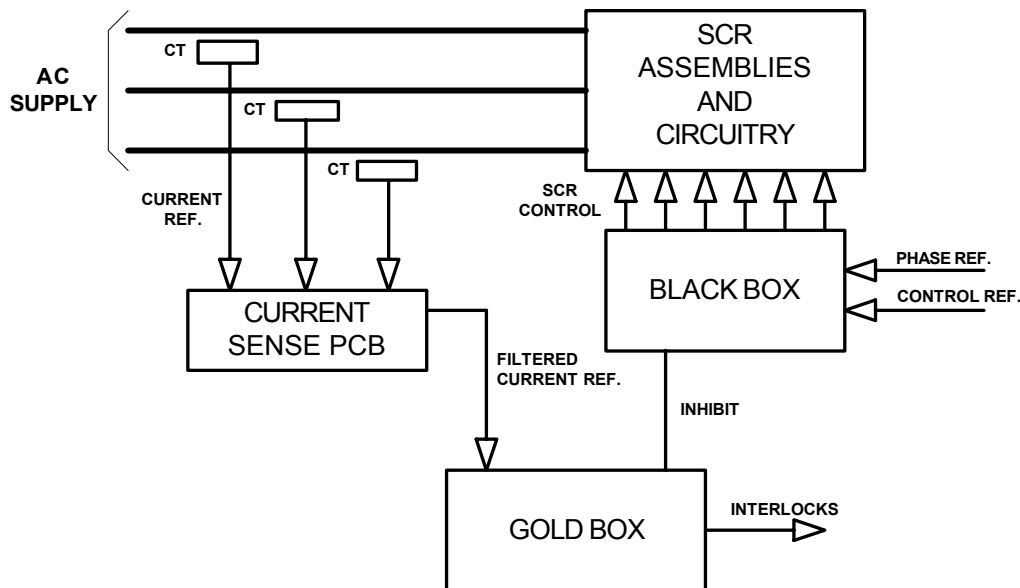 SCR
ASSEMBLIES
AND
CIRCUITRY
CT
AC
SUPPLY
CT
CT
CURRENT
REF.
SCR
CONTROL
PHASE REF.
BLACK BOX
CONTROL REF.
CURRENT
SENSE PCB
FILTERED
CURRENT REF.
INHIBIT
INTERLOCKS
GOLD BOX